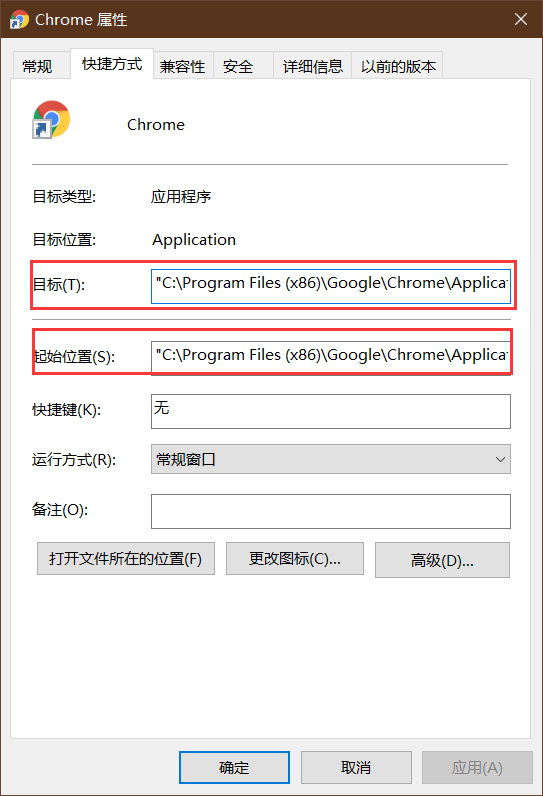 Chrome 属性
常规 快捷方式 兼容性 安全 详细信息 以前的版本
Chrome
目标类型: 应用程序
目标位置: Application
目标(T): "C:\Program Files (x86)\Google\Chrome\Applicat
起始位置(S): "C:\Program Files (x86)\Google\Chrome\Applicat
快捷键(K): 无
运行方式(R): 常规窗口
备注(O):
打开文件所在的位置(F) 更改图标(C)... 高级(D)...
确定 取消 应用(A)